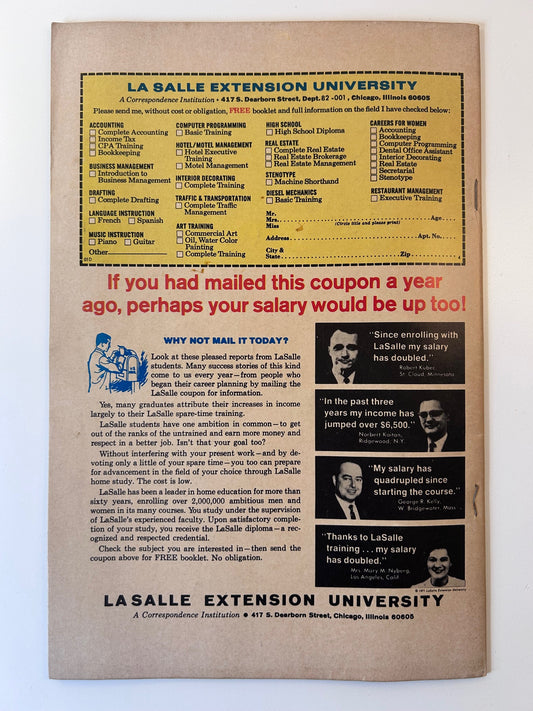 LA SALLE EXTENSION UNIVERSITY
A Correspondence Institution • 417 S. Dearborn Street, Dept. 82-001, Chicago, Illinois 60605
Please send me, without cost or obligation, FREE booklet and full information on the field I have checked below:
ACCOUNTING
Complete Accounting
Income Tax
CPA Training
Bookkeeping
BUSINESS MANAGEMENT
Introduction to
Business Management
DRAFTING
Complete Drafting
LANGUAGE INSTRUCTION
French Spanish
MUSIC INSTRUCTION
Piano Guitar
Other
COMPUTER PROGRAMMING
Basic Training
HOTEL/MOTEL MANAGEMENT
Hotel Executive
Training
Motel Management
INTERIOR DECORATING
Complete Training
TRAFFIC & TRANSPORTATION
Complete Traffic
Management
ART TRAINING
Commercial Art
Oil, Water Color
Painting
Complete Training
HIGH SCHOOL
High School Diploma
REAL ESTATE
Complete Real Estate
Real Estate Brokerage
Real Estate Management
STENOTYPE
Machine Shorthand
DIESEL MECHANICS
Basic Training
CAREERS FOR WOMEN
Accounting
Bookkeeping
Computer Programming
Dental Office Assistant
Interior Decorating
Real Estate
Secretarial
Stenotype
RESTAURANT MANAGEMENT
Executive Training
Mr.
Mrs. Age
Miss (Circle title and please print)
Address Apt. No.
City &
State Zip
If you had mailed this coupon a year
ago, perhaps your salary would be up too!
WHY NOT MAIL IT TODAY?
Look at these pleased reports from LaSalle
students. Many success stories of this kind
come to us every year—from people who
began their career planning by mailing the
LaSalle coupon for information.
Yes, many graduates attribute their increases in income
largely to their LaSalle spare-time training.
LaSalle students have one ambition in common—to get
out of the ranks of the untrained and earn more money and
respect in a better job. Isn't that your goal too?
Without interfering with your present work—and by de-
voting only a little of your spare time—you too can prepare
for advancement in the field of your choice through LaSalle
home study. The cost is low.
LaSalle has been a leader in home education for more than
sixty years, enrolling over 2,000,000 ambitious men and
women in its many courses. You study under the supervision
of LaSalle's experienced faculty. Upon satisfactory comple-
tion of your study, you receive the LaSalle diploma—a rec-
ognized and respected credential.
Check the subject you are interested in—then send the
coupon above for FREE booklet. No obligation.
"Since enrolling with
LaSalle my salary
has doubled."
Robert Kuber
St. Cloud, Minnesota
"In the past three
years my income has
jumped over $6,500."
Norbert Kaitan,
Ridgewood, N.Y.
"My salary has
quadrupled since
starting the course."
George R. Kelly,
W. Bridgewater, Mass.
"Thanks to LaSalle
training . . . my salary
has doubled."
Mrs. Mary M. Nyberg,
Los Angeles, Calif.
© 1971 LaSalle Extension University
LA SALLE EXTENSION UNIVERSITY
A Correspondence Institution • 417 S. Dearborn Street, Chicago, Illinois 60605